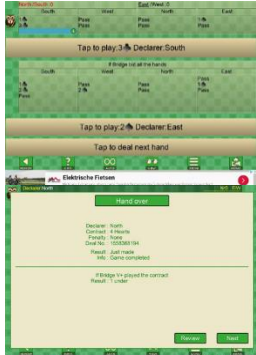 North/South: 0 East/West: 0
South West North East
Pass Pass 1♣
3♣ Pass Pass Pass
Tap to play:3♣ Declarer:South
If Bridge bid all the hands
South West North East
Pass
1♣ Pass Pass 1♣
2♣ 2♣ Pass Pass
Pass
Tap to play:2♣ Declarer:East
Tap to deal next hand
Elektrische Fietsen
Declarer North
Hand over
Declarer : North
Contract : 4 Hearts
Penalty : None
Deal No. : 1553365194
Result : Just made
Info : Game completed
If Bridge V+ played the contract
Result : 1 under
Review Next